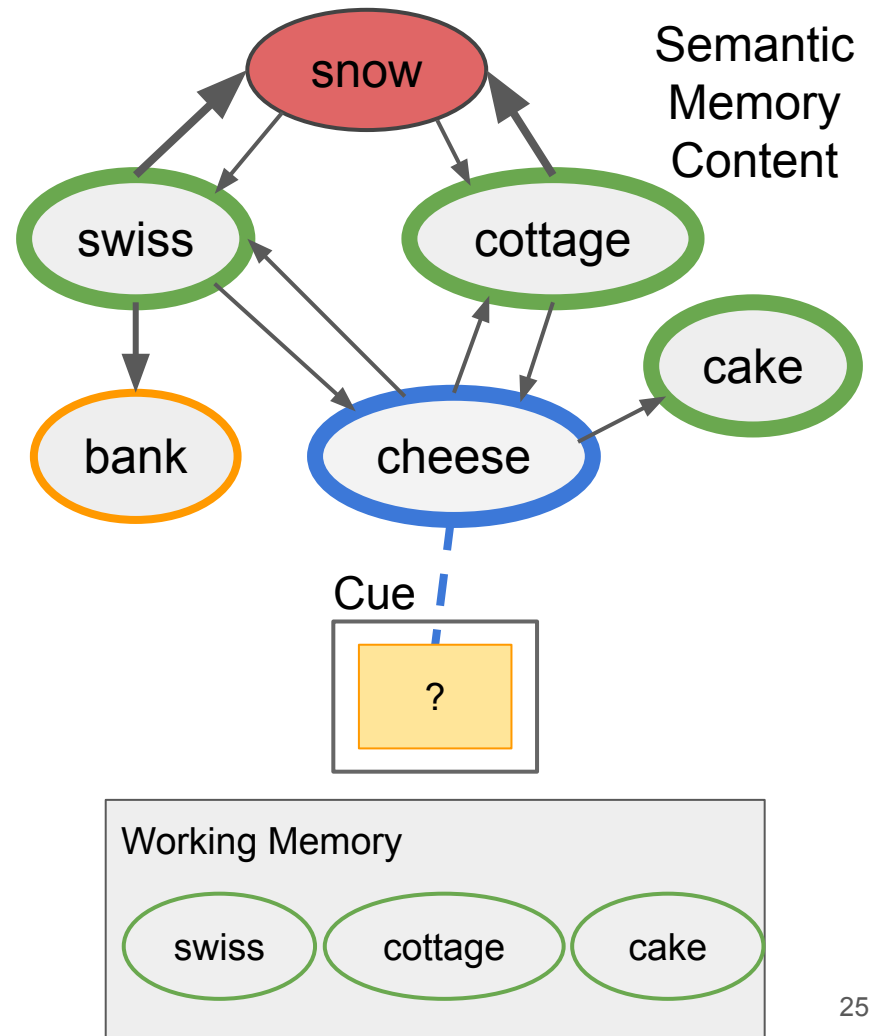 Semantic
Memory
Content
snow
swiss
cottage
cake
bank
cheese
Cue
?
Working Memory
swiss
cottage
cake
25